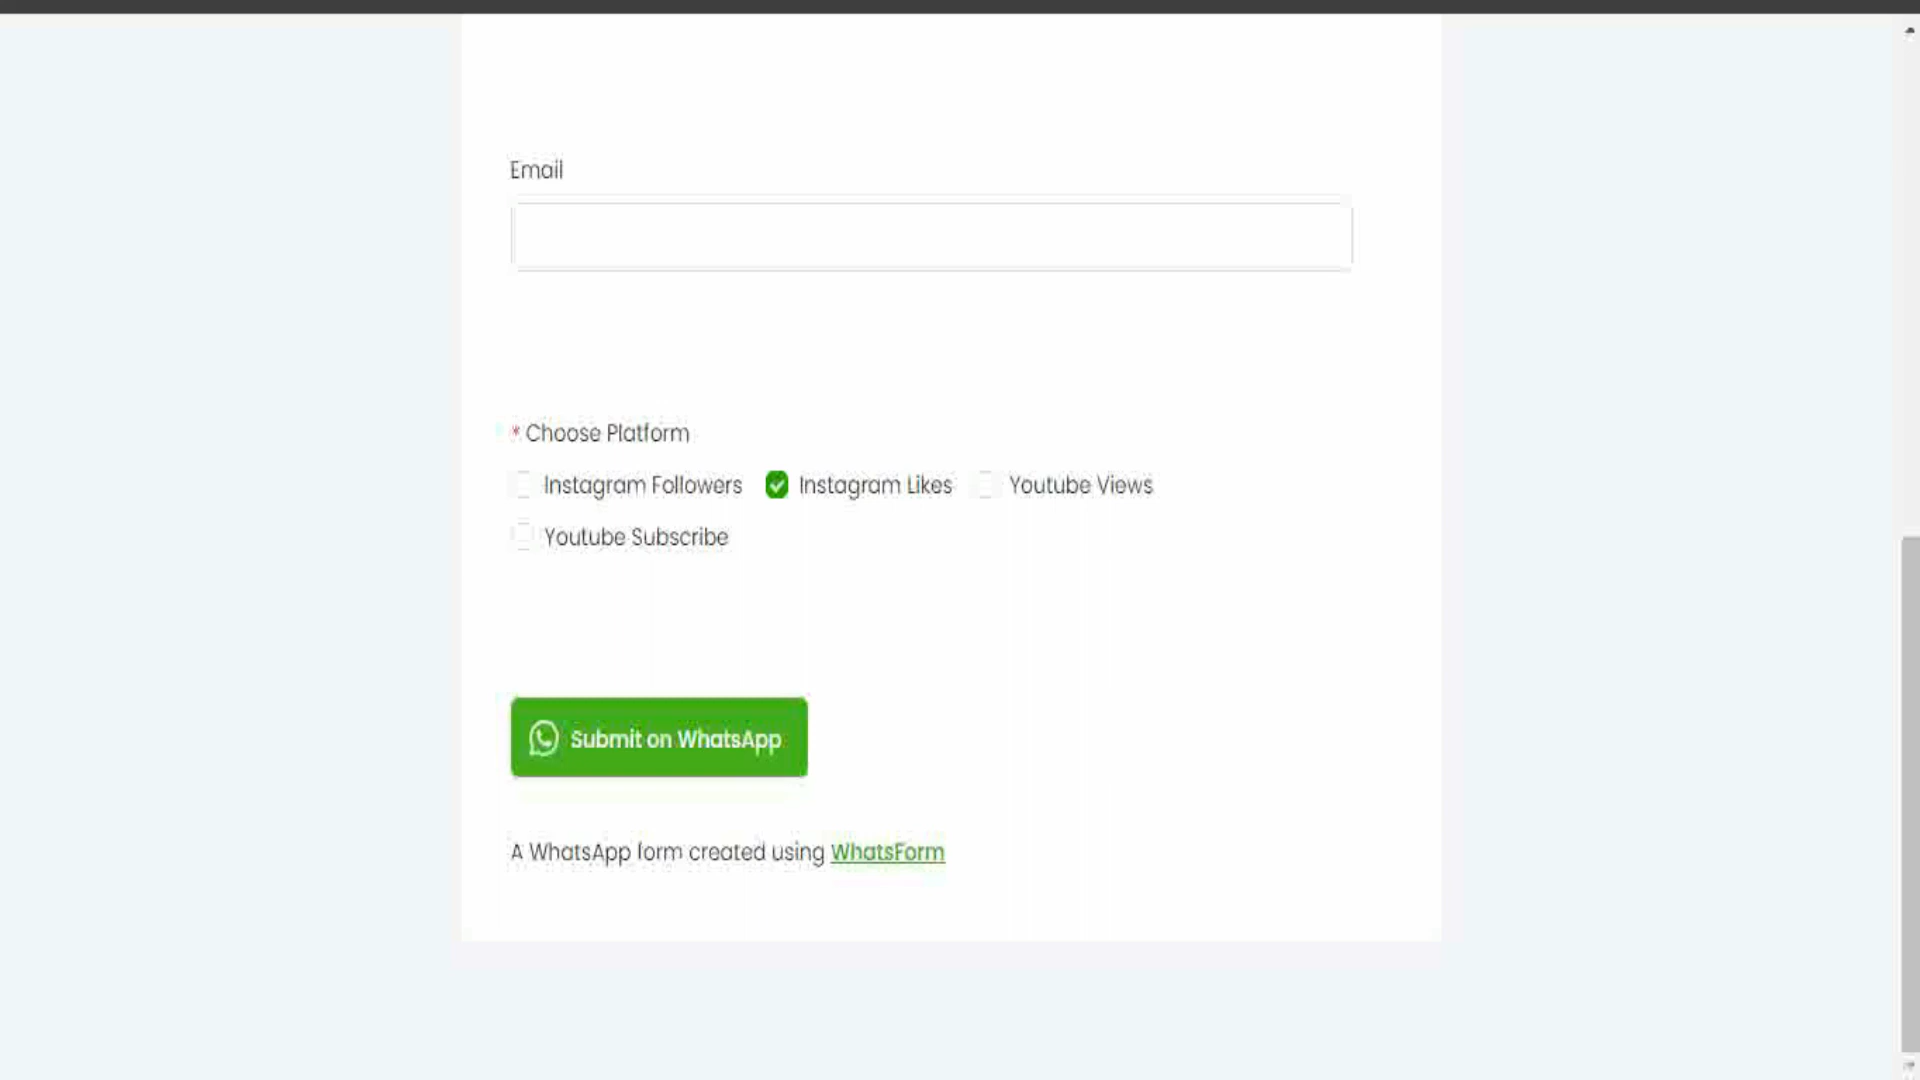 Email
* Choose Platform
Instagram Followers Instagram Likes Youtube Views
Youtube Subscribe
Submit on WhatsApp
A WhatsApp form created using WhatsForm